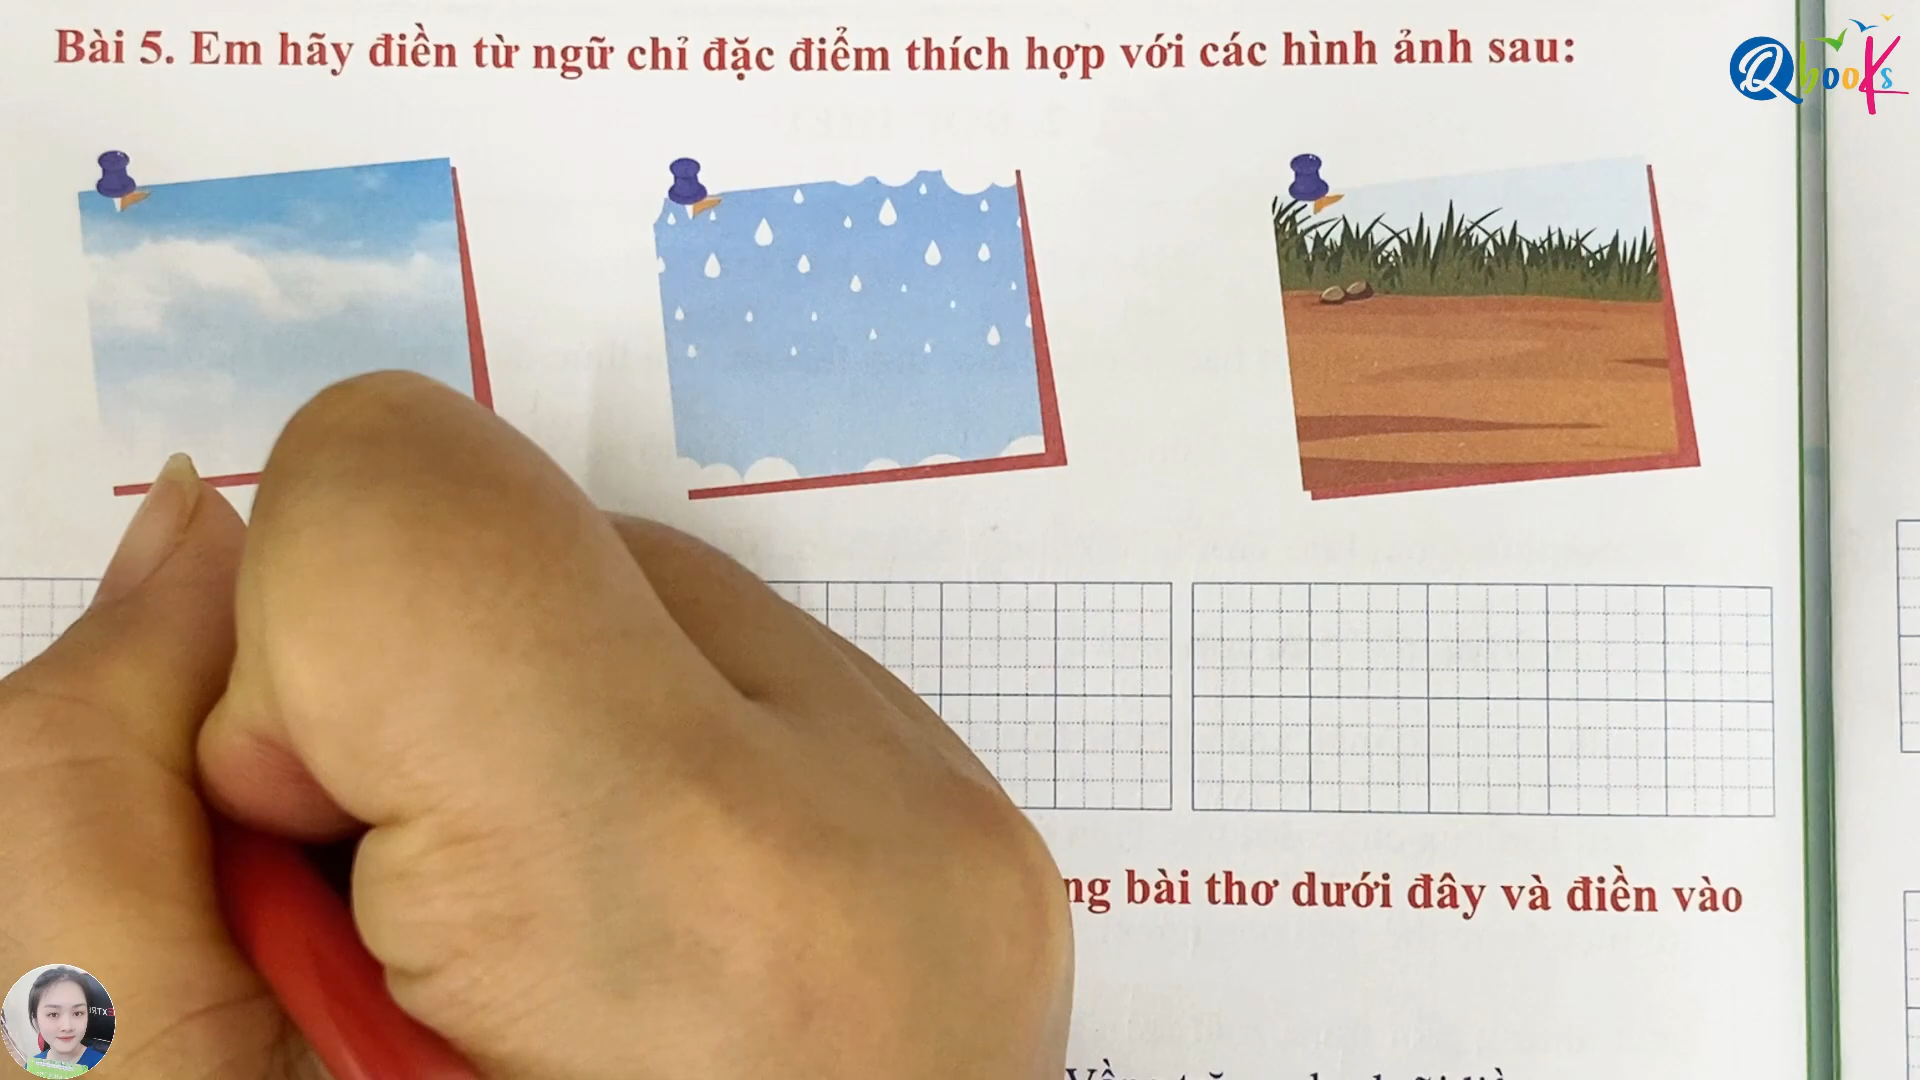 Bài 5. Em hãy điền từ ngữ chỉ đặc điểm thích hợp với các hình ảnh sau:
Qbooks
bài thơ dưới đây và điền vào